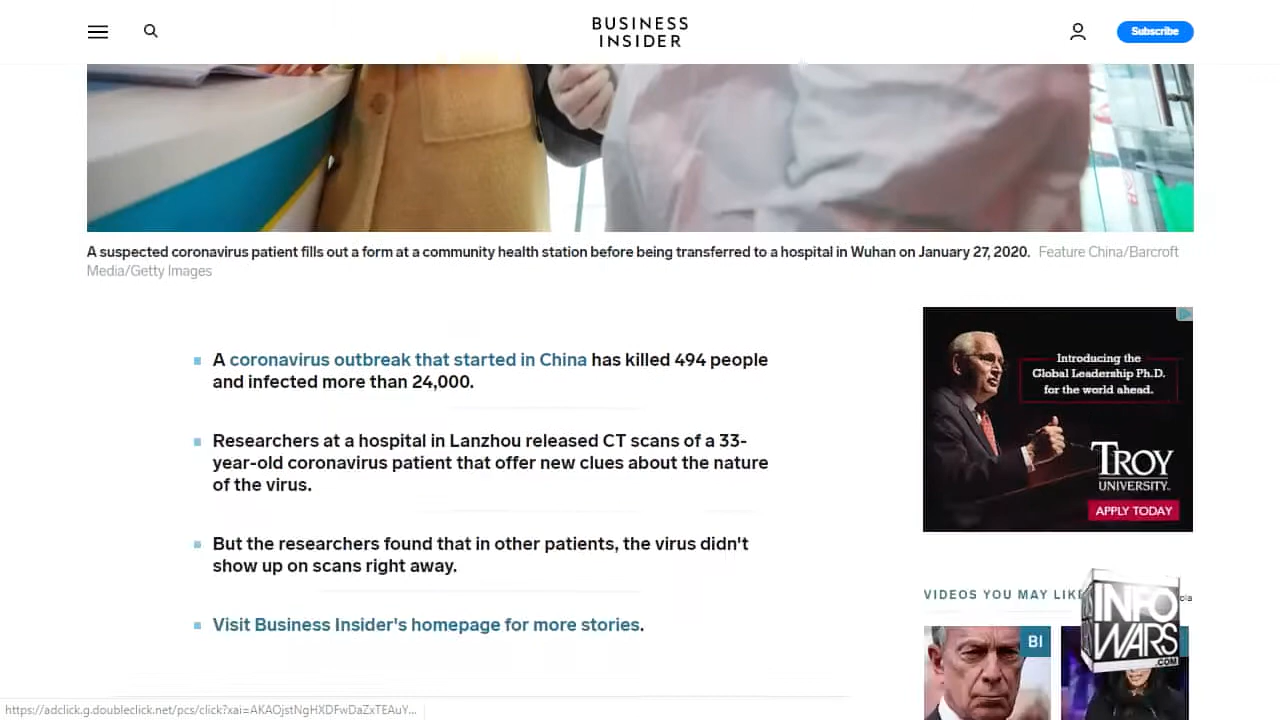 BUSINESS
INSIDER
Subscribe
A suspected coronavirus patient fills out a form at a community health station before being transferred to a hospital in Wuhan on January 27, 2020. Feature China/Barcroft
Media/Getty Images
A coronavirus outbreak that started in China has killed 494 people
and infected more than 24,000.
Researchers at a hospital in Lanzhou released CT scans of a 33-
year-old coronavirus patient that offer new clues about the nature
of the virus.
But the researchers found that in other patients, the virus didn't
show up on scans right away.
Visit Business Insider's homepage for more stories.
Introducing the
Global Leadership Ph.D.
for the world ahead.
TROY
UNIVERSITY
APPLY TODAY
VIDEOS YOU MAY LIKE
BI
INFO
WARS
.COM
https://adclick.g.doubleclick.net/pcs/click?xai=AKAOjstNgHXDFwDaZxTEAuY...